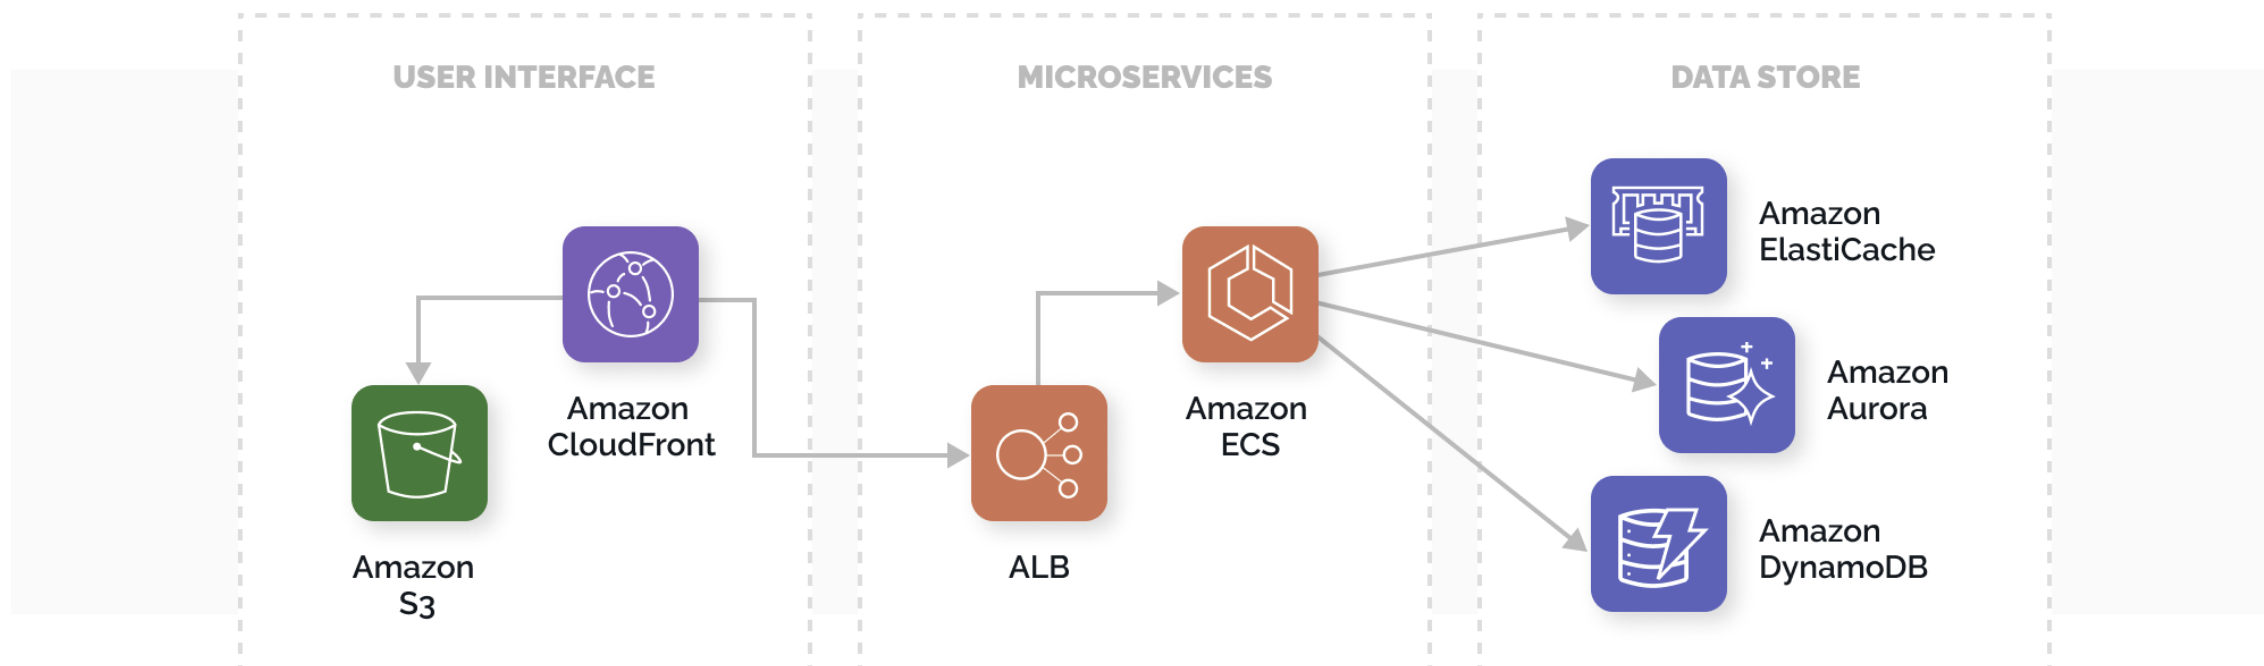 USER INTERFACE
Amazon
CloudFront
Amazon
S3
MICROSERVICES
Amazon
ECS
ALB
DATA STORE
Amazon
ElastiCache
Amazon
Aurora
Amazon
DynamoDB